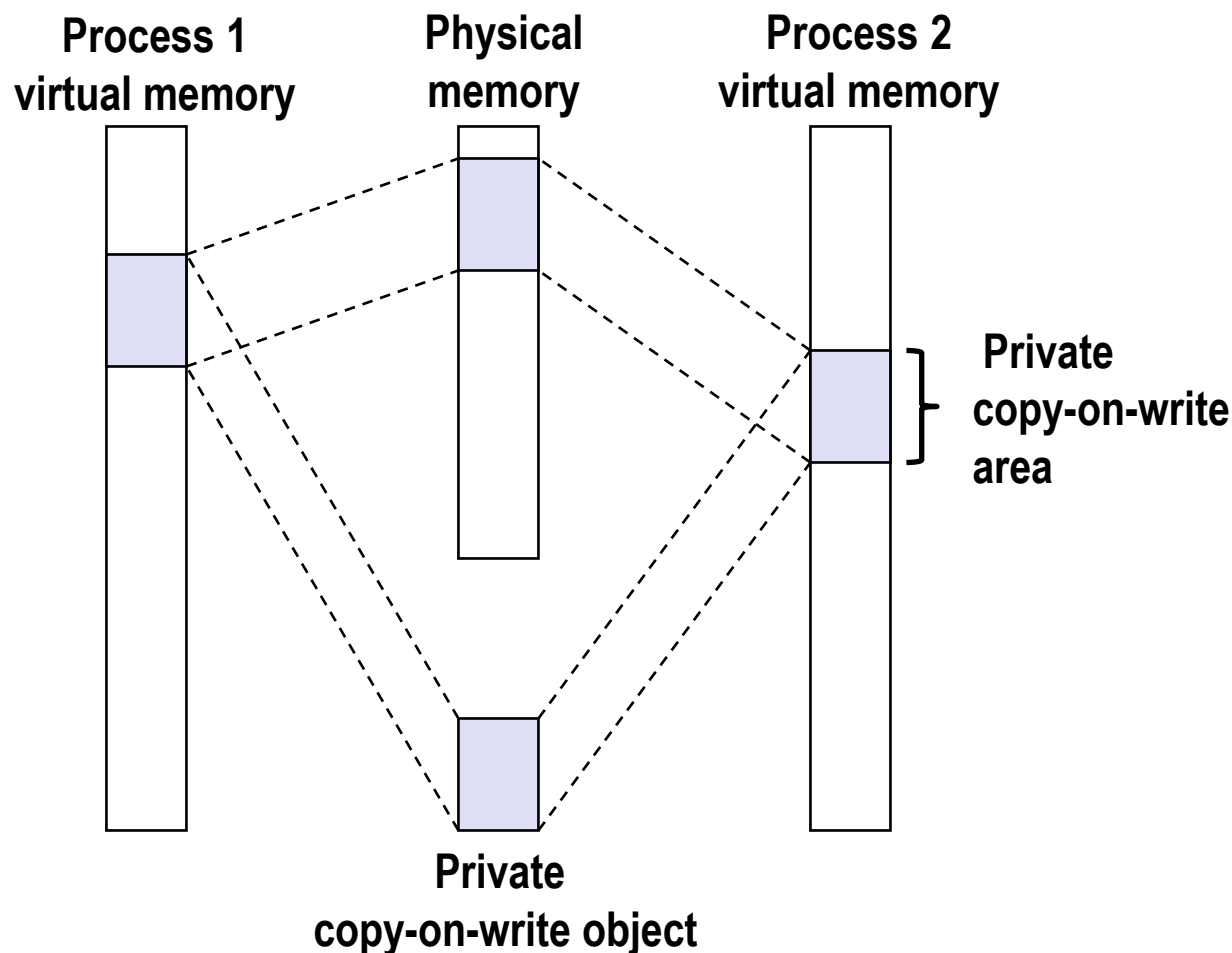 Process 1
virtual memory
Physical
memory
Process 2
virtual memory
Private
copy-on-write
area
Private
copy-on-write object